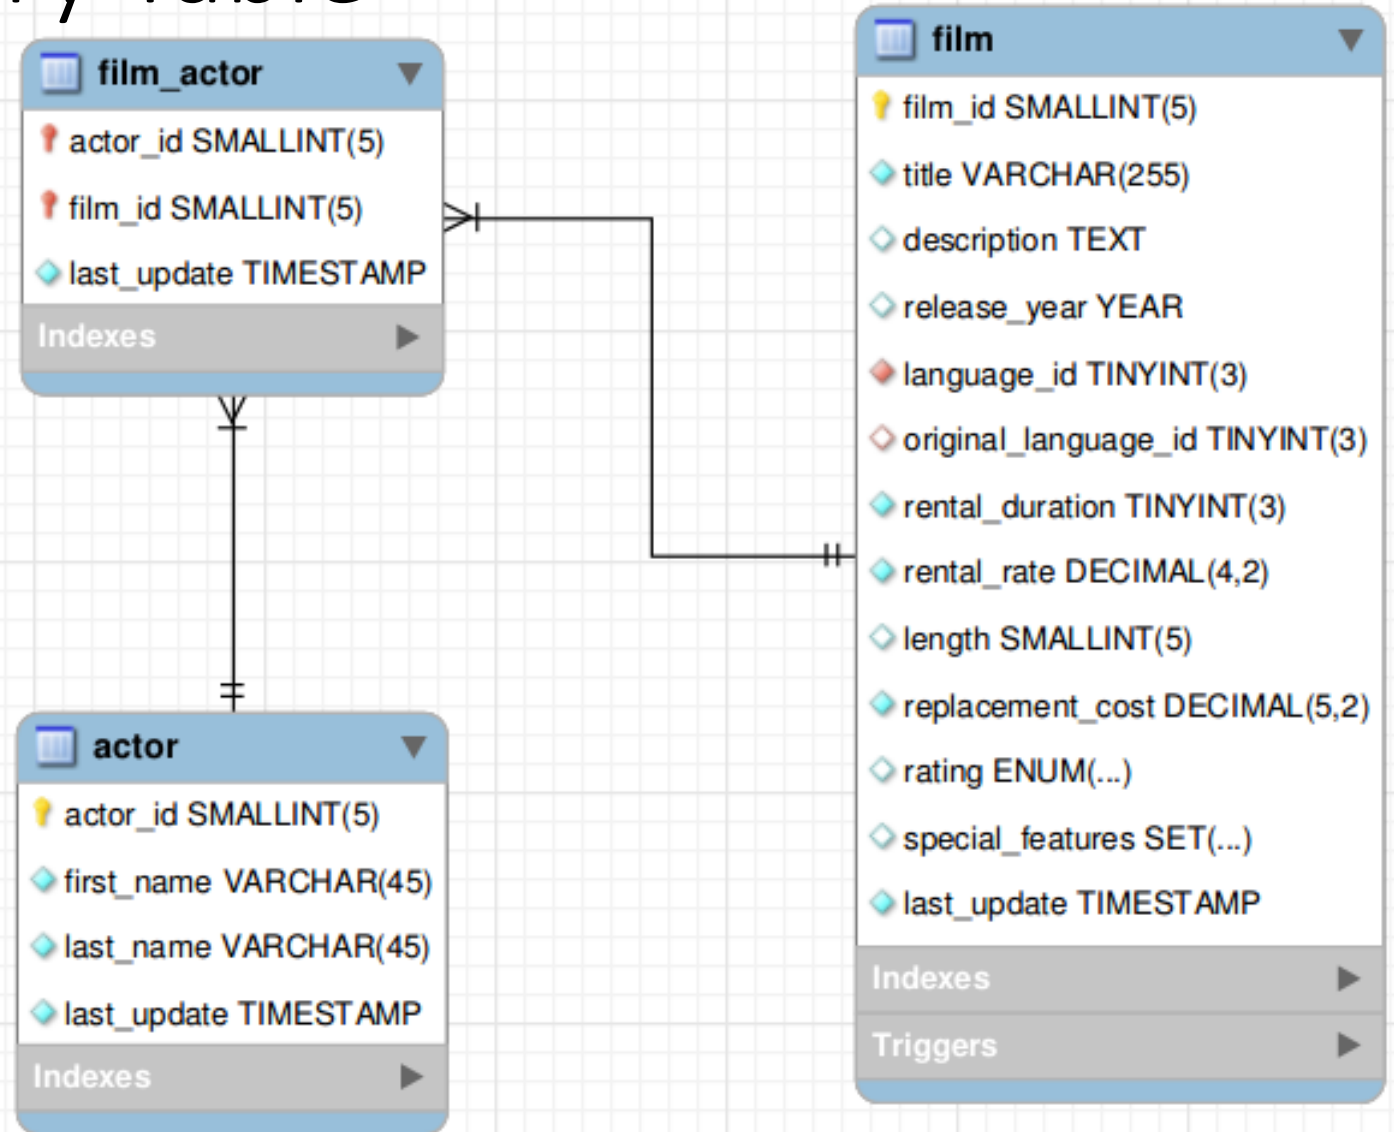 film_actor
actor_id SMALLINT(5)
film_id SMALLINT(5)
last_update TIMESTAMP
Indexes
actor
actor_id SMALLINT(5)
first_name VARCHAR(45)
last_name VARCHAR(45)
last_update TIMESTAMP
Indexes
film
film_id SMALLINT(5)
title VARCHAR(255)
description TEXT
release_year YEAR
language_id TINYINT(3)
original_language_id TINYINT(3)
rental_duration TINYINT(3)
rental_rate DECIMAL(4,2)
length SMALLINT(5)
replacement_cost DECIMAL(5,2)
rating ENUM(...)
special_features SET(...)
last_update TIMESTAMP
Indexes
Triggers